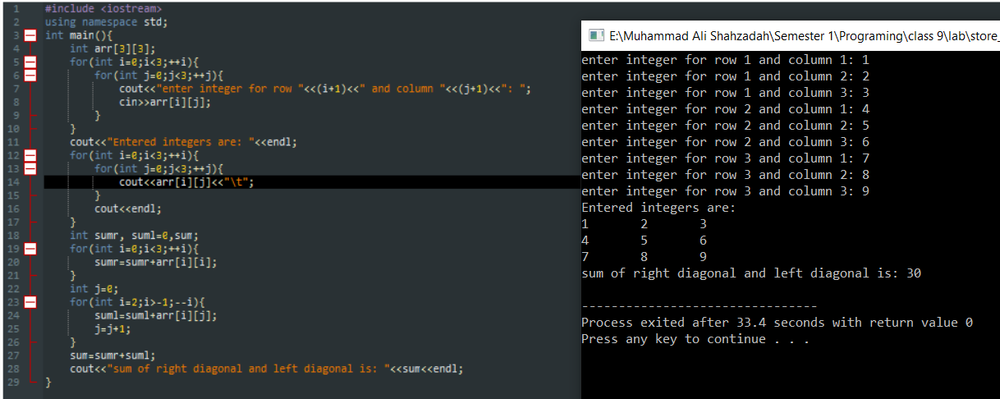 1 #include <iostream>
2 using namespace std;
3 int main(){
4 int arr[3][3];
5 for(int i=0;i<3;++i){
6 for(int j=0;j<3;++j){
7 cout<<"enter integer for row "<<(i+1)<<" and column "<<(j+1)<<": ";
8 cin>>arr[i][j];
9 }
10 }
11 cout<<"Entered integers are: "<<endl;
12 for(int i=0;i<3;++i){
13 for(int j=0;j<3;++j){
14 cout<<arr[i][j]<<"\t";
15 }
16 cout<<endl;
17 }
18 int sumr, suml=0,sum;
19 for(int i=0;i<3;++i){
20 sumr=sumr+arr[i][i];
21 }
22 int j=0;
23 for(int i=2;i>-1;--i){
24 suml=suml+arr[i][j];
25 j=j+1;
26 }
27 sum=sumr+suml;
28 cout<<"sum of right diagonal and left diagonal is: "<<sum<<endl;
29 }
E:\Muhammad Ali Shahzadah\Semester 1\Programing\class 9\lab\store_
enter integer for row 1 and column 1: 1
enter integer for row 1 and column 2: 2
enter integer for row 1 and column 3: 3
enter integer for row 2 and column 1: 4
enter integer for row 2 and column 2: 5
enter integer for row 2 and column 3: 6
enter integer for row 3 and column 1: 7
enter integer for row 3 and column 2: 8
enter integer for row 3 and column 3: 9
Entered integers are:
1 2 3
4 5 6
7 8 9
sum of right diagonal and left diagonal is: 30
--------------------------------
Process exited after 33.4 seconds with return value 0
Press any key to continue . . .